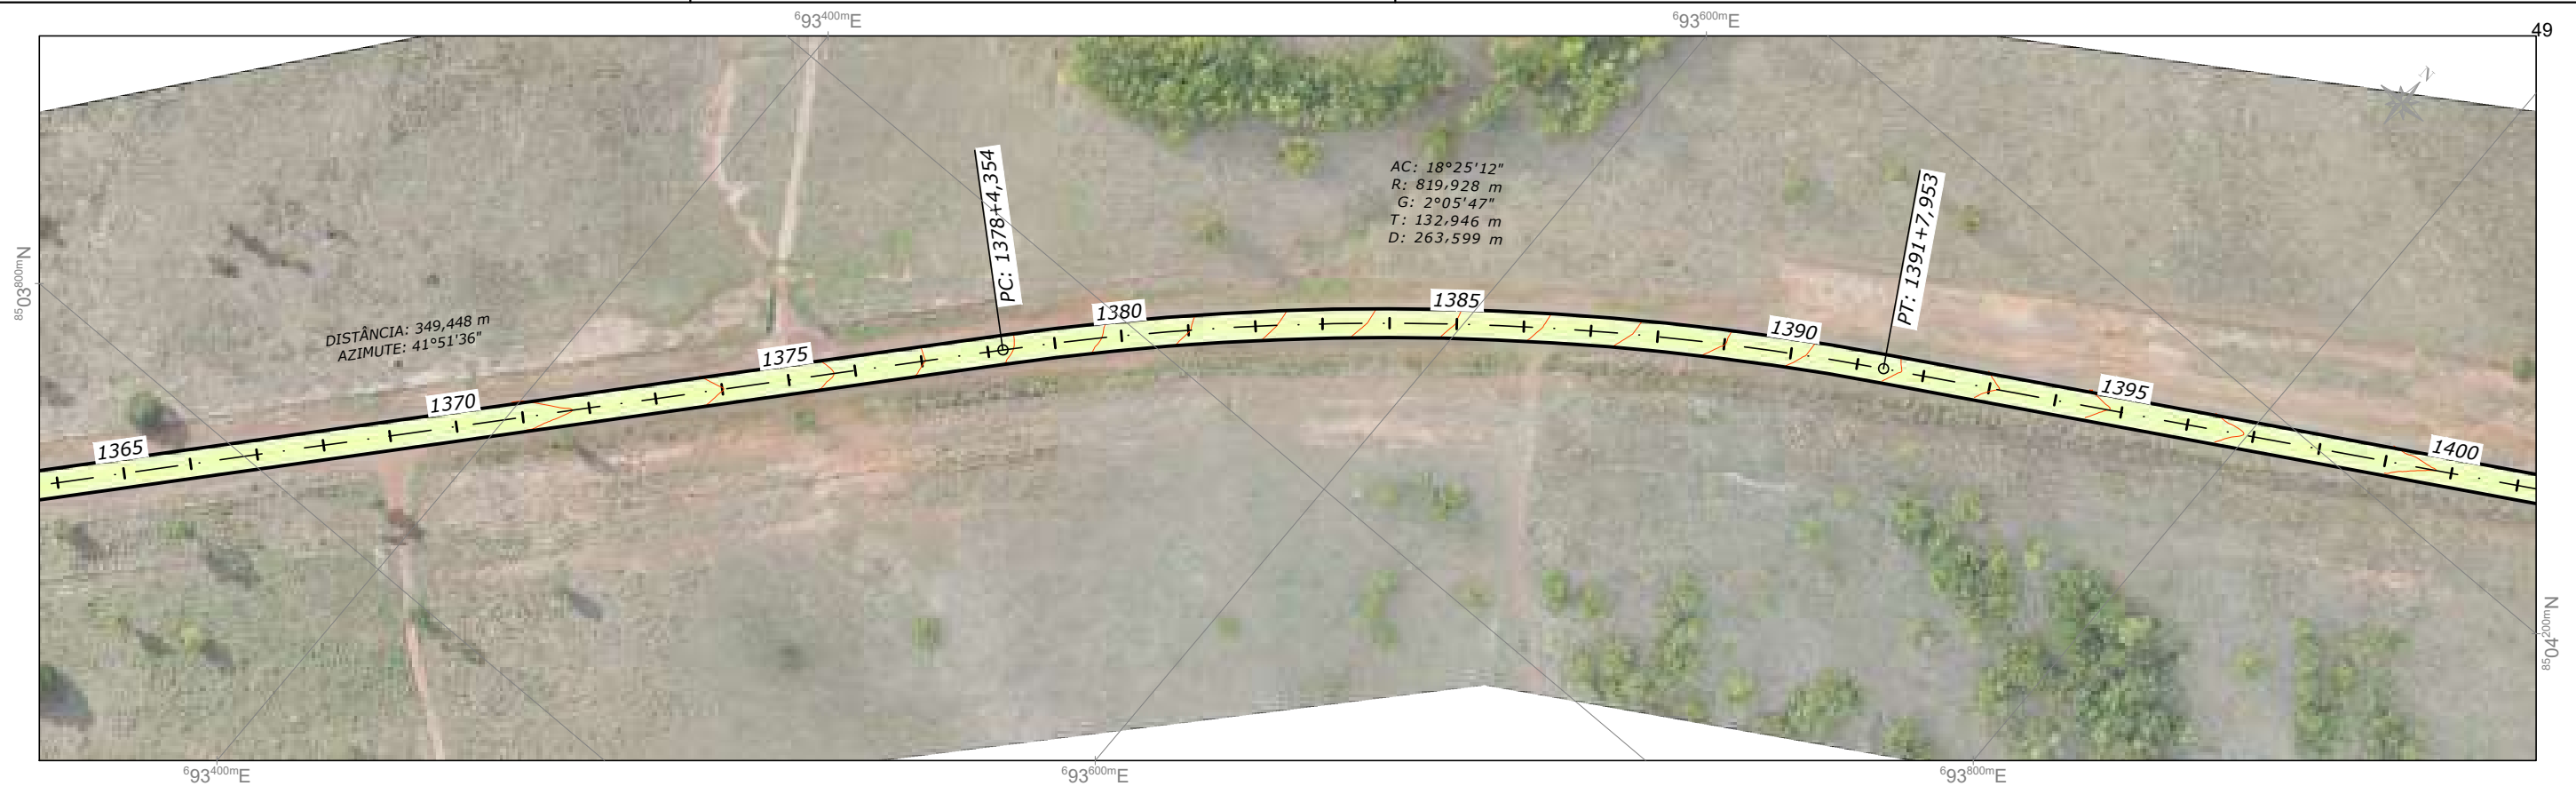 693400mE
693600mE
49
N
PC: 1378+4,354
AC: 18°25'12"
R: 819,928 m
G: 2°05'47"
T: 132,946 m
D: 263,599 m
PT: 1391+7,953
8503800mN
DISTÂNCIA: 349,448 m
AZIMUTE: 41°51'36"
1365
1370
1375
1380
1385
1390
1395
1400
8504200mN
693400mE
693600mE
693800mE